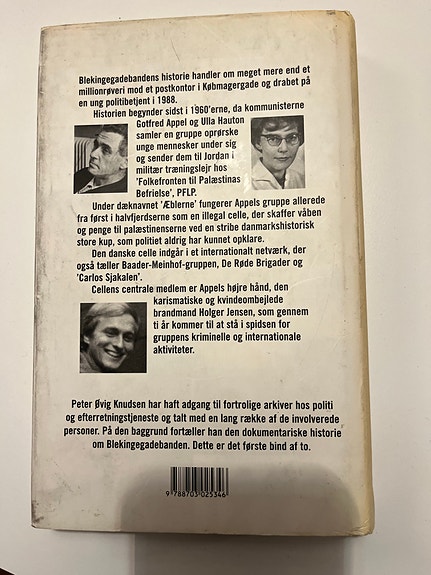 Blekingegadebandens historie handler om meget mere end et
millionrøveri mod et postkontor i Købmagergade og drabet på
en ung politibetjent i 1988.
Historien begynder sidst i 1960'erne, da kommunisterne
Gotfred Appel og Ulla Hauton
samler en gruppe oprørske
unge mennesker under sig
og sender dem til Jordan i
militær træningslejr hos
'Folkefronten til Palæstinas
Befrielse', PFLP.
Under dæknavnet 'Æblerne' fungerer Appels gruppe allerede
fra først i halvfjerdserne som en illegal celle, der skaffer våben
og penge til palæstinenserne ved en stribe danmarkshistorisk
store kup, som politiet aldrig har kunnet opklare.
Den danske celle indgår i et internationalt netværk, der
også tæller Baader-Meinhof-gruppen, De Røde Brigader og
'Carlos Sjakalen'.
Cellens centrale medlem er Appels højre hånd, den
karismatiske og kvindeombejlede
brandmand Holger Jensen, som gennem
ti år kommer til at stå i spidsen for
gruppens kriminelle og internationale
aktiviteter.
Peter Øvig Knudsen har haft adgang til fortrolige arkiver hos politi
og efterretningstjeneste og talt med en lang række af de involverede
personer. På den baggrund fortæller han den dokumentariske historie
om Blekingegadebanden. Dette er det første bind af to.
9 788703 025346